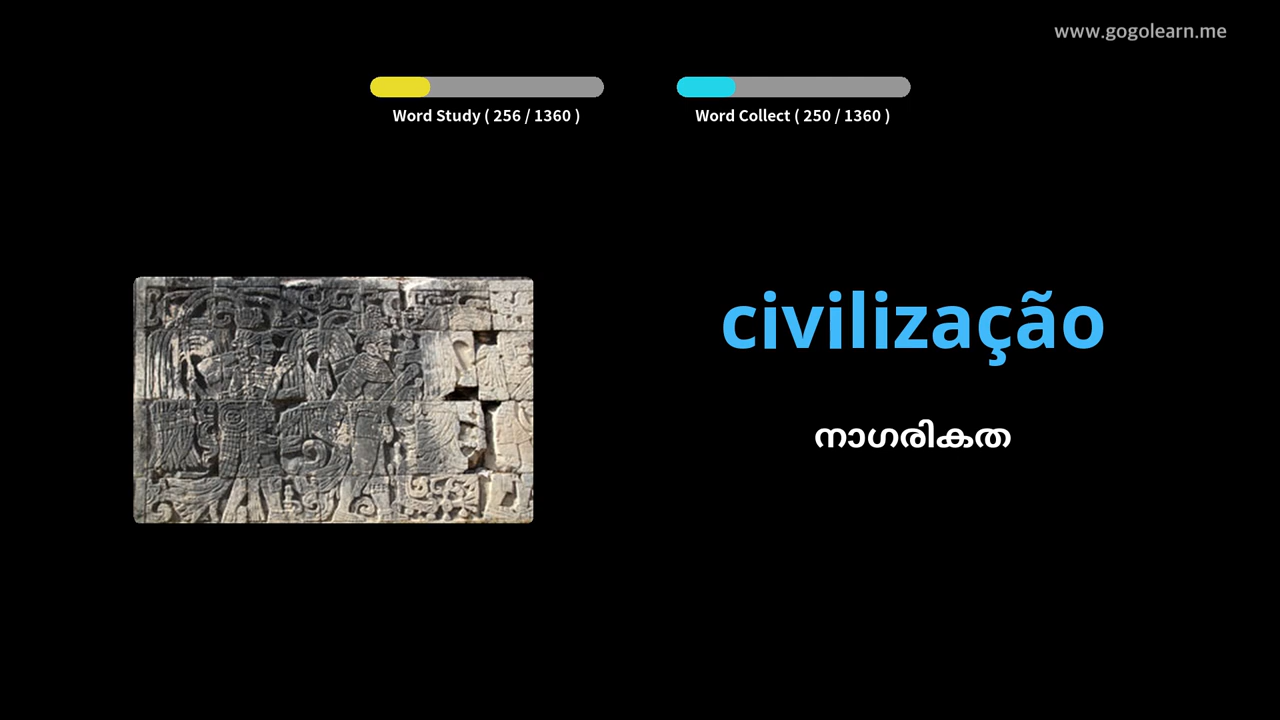 www.gogolearn.me
Word Study ( 256 / 1360 )
Word Collect ( 250 / 1360 )
civilização
നാഗരികത